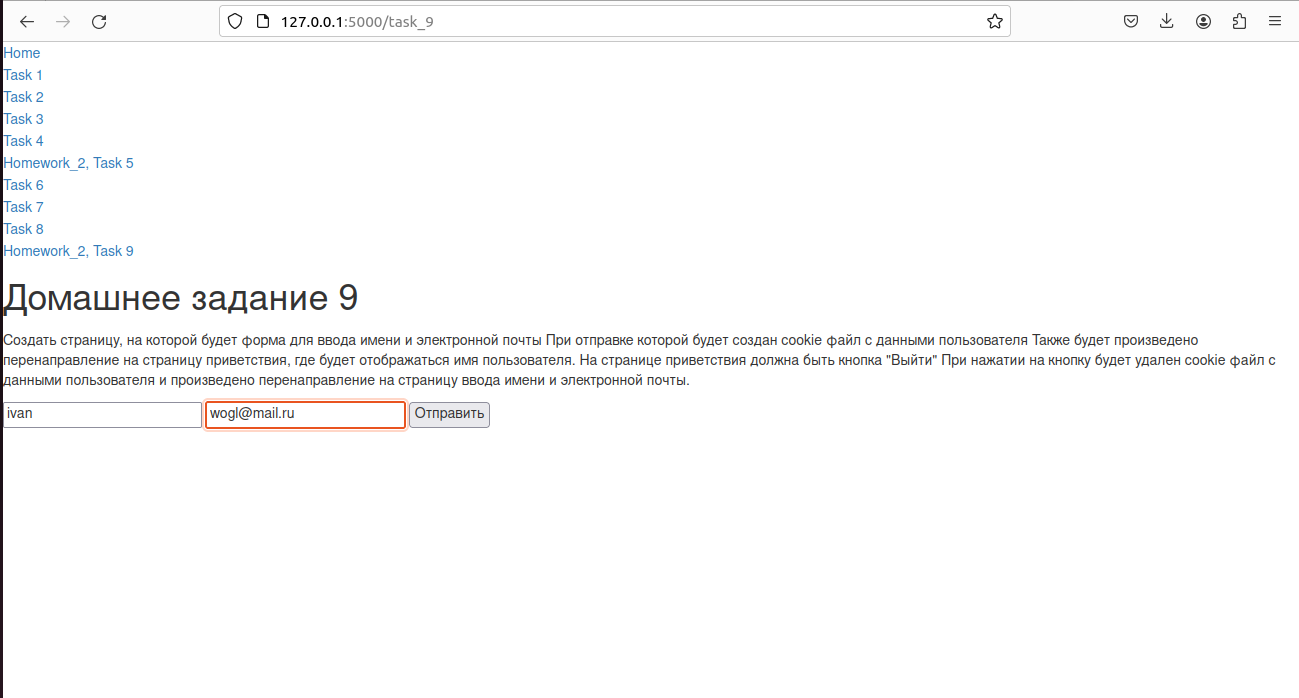 127.0.0.1:5000/task_9
Home
Task 1
Task 2
Task 3
Task 4
Homework_2, Task 5
Task 6
Task 7
Task 8
Homework_2, Task 9
Домашнее задание 9
Создать страницу, на которой будет форма для ввода имени и электронной почты При отправке которой будет создан cookie файл с данными пользователя Также будет произведено
перенаправление на страницу приветствия, где будет отображаться имя пользователя. На странице приветствия должна быть кнопка "Выйти" При нажатии на кнопку будет удален cookie файл с
данными пользователя и произведено перенаправление на страницу ввода имени и электронной почты.
ivan wogl@mail.ru Отправить